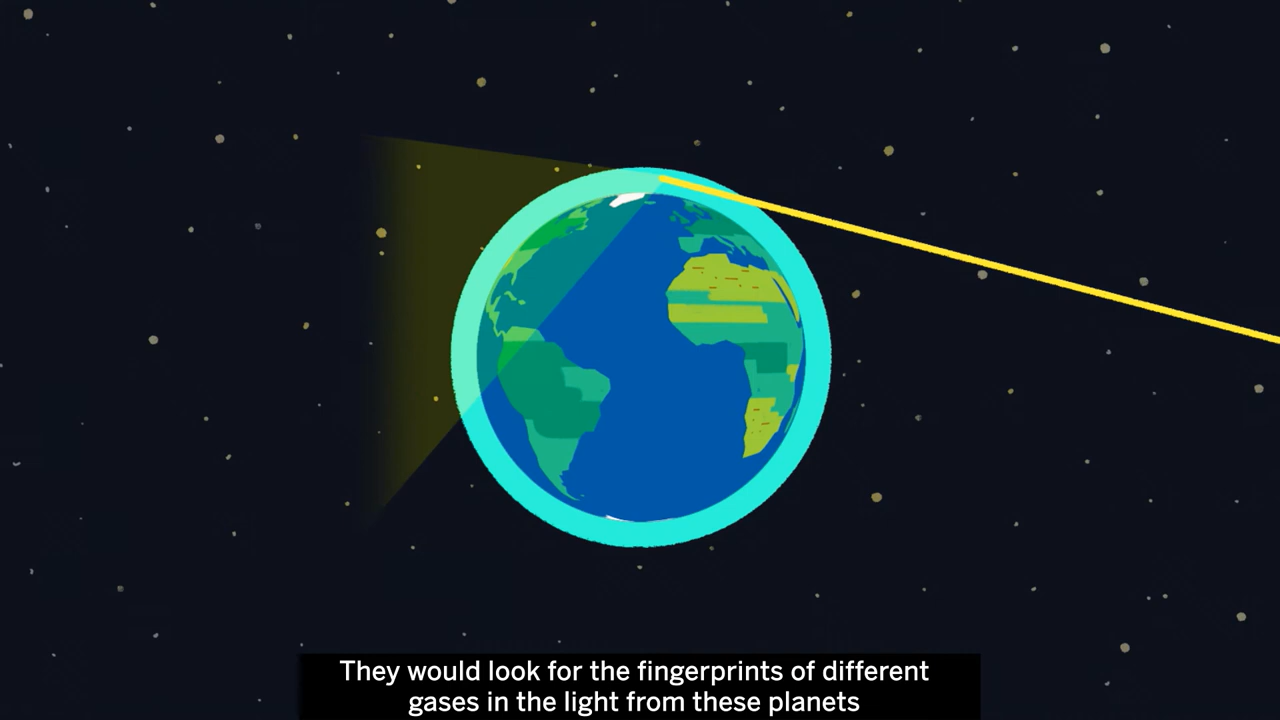 They would look for the fingerprints of different
gases in the light from these planets